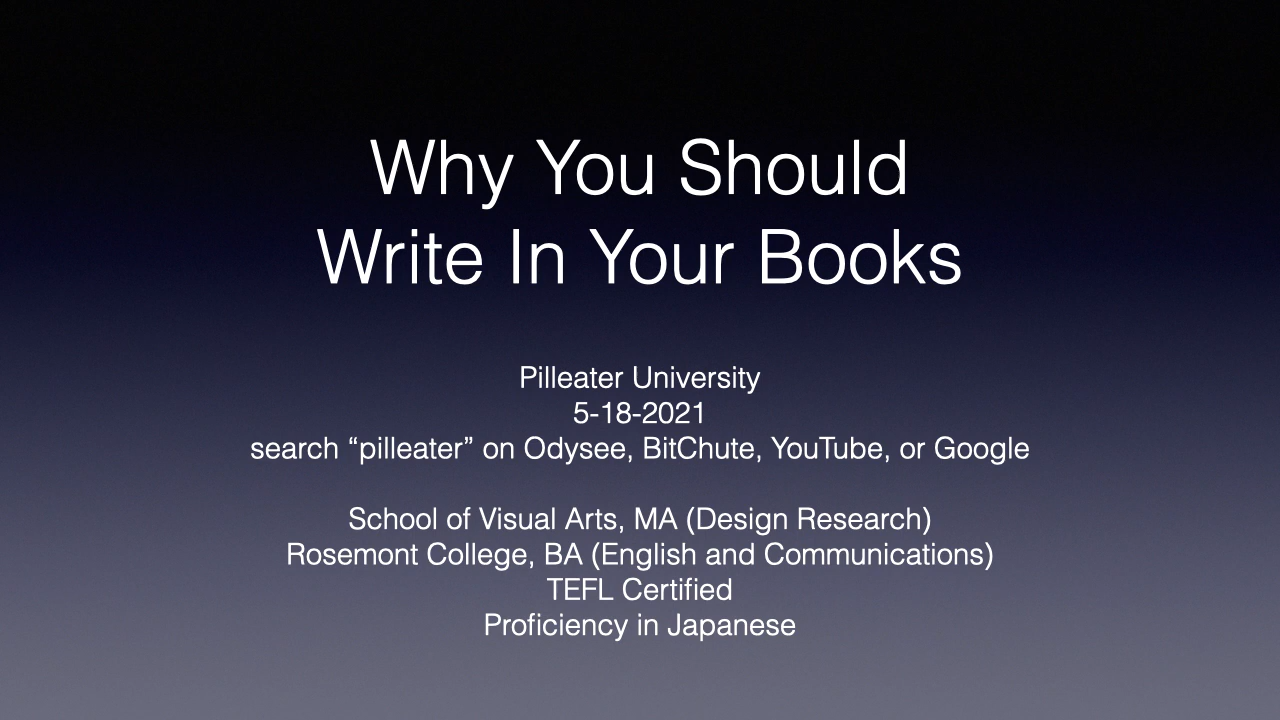 Why You Should
Write In Your Books
Pilleater University
5-18-2021
search “pilleater” on Odysee, BitChute, YouTube, or Google
School of Visual Arts, MA (Design Research)
Rosemont College, BA (English and Communications)
TEFL Certified
Proficiency in Japanese